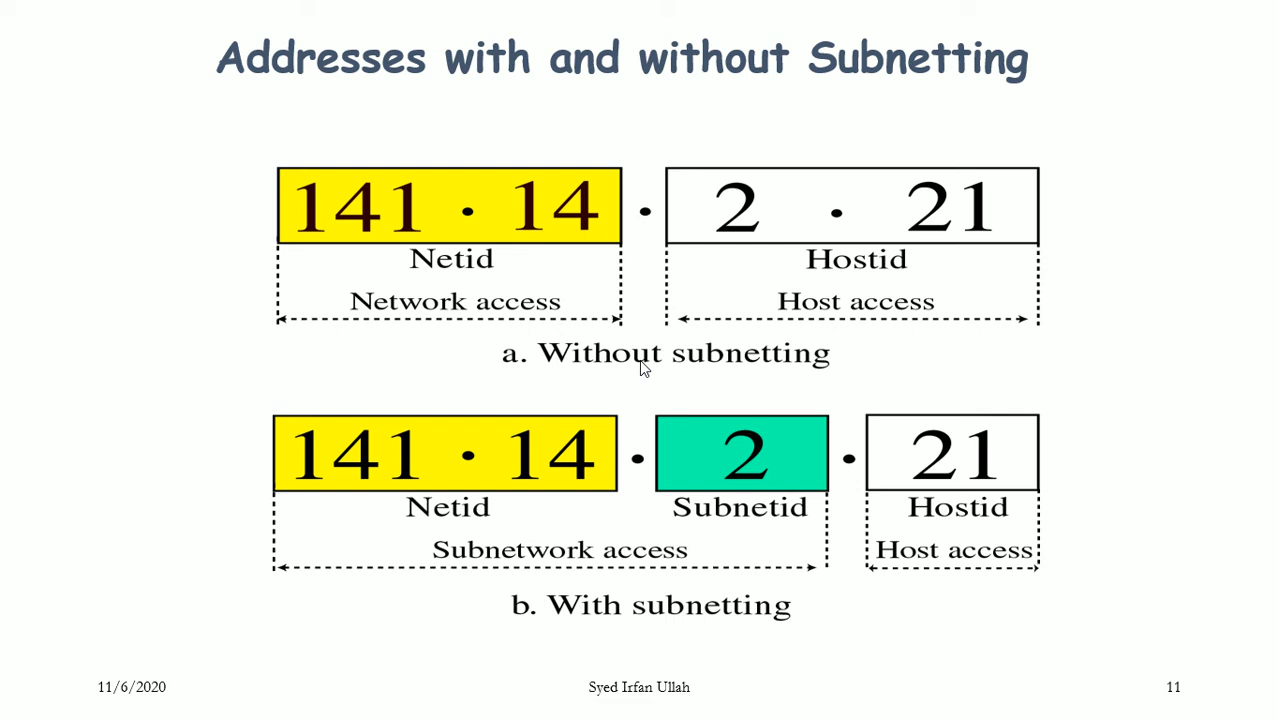 Addresses with and without Subnetting
141 . 14 . 2 . 21
Netid Hostid
Network access Host access
a. Without subnetting
141 . 14 . 2 . 21
Netid Subnetid Hostid
Subnetwork access Host access
b. With subnetting
11/6/2020 Syed Irfan Ullah 11